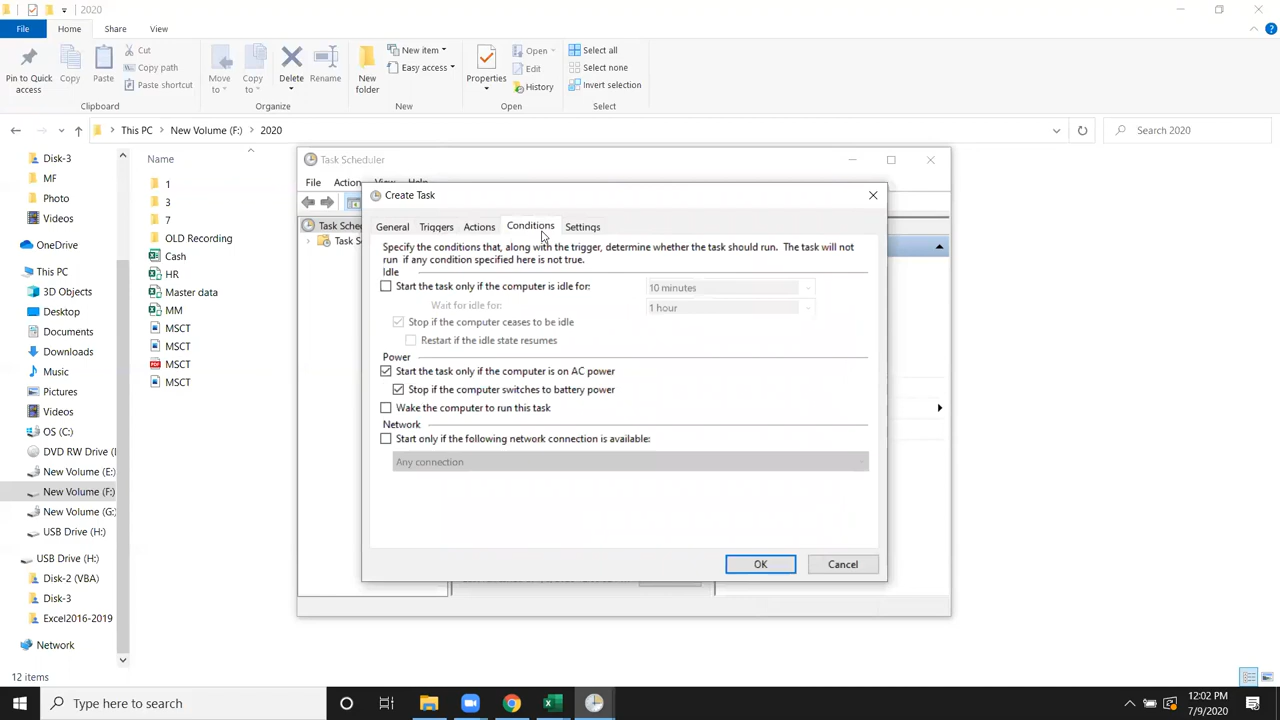 2020
File
Home
Share
View
Pin to Quick
access
Copy
Paste
Cut
Copy path
Paste shortcut
Clipboard
Move
to
Copy
to
Delete
Rename
Organize
New
folder
New item
Easy access
New
Properties
Open
Edit
History
Open
Select all
Select none
Invert selection
Select
This PC
New Volume (F:)
2020
Search 2020
Disk-3
MF
Photo
Videos
OneDrive
This PC
3D Objects
Desktop
Documents
Downloads
Music
Pictures
Videos
OS (C:)
DVD RW Drive (
New Volume (E:)
New Volume (F:)
New Volume (G:)
USB Drive (H:)
USB Drive (H:)
Disk-2 (VBA)
Disk-3
Excel2016-2019
Network
12 items
Name
1
3
7
OLD Recording
Cash
HR
Master data
MM
MSCT
MSCT
MSCT
MSCT
Task Scheduler
File
Action
View
Help
Task Sche
Task S
Create Task
General
Triggers
Actions
Conditions
Settings
Specify the conditions that, along with the trigger, determine whether the task should run. The task will not
run if any condition specified here is not true.
Idle
Start the task only if the computer is idle for:
10 minutes
Wait for idle for:
1 hour
Stop if the computer ceases to be idle
Restart if the idle state resumes
Power
Start the task only if the computer is on AC power
Stop if the computer switches to battery power
Wake the computer to run this task
Network
Start only if the following network connection is available:
Any connection
OK
Cancel
Type here to search
12:02 PM
7/9/2020